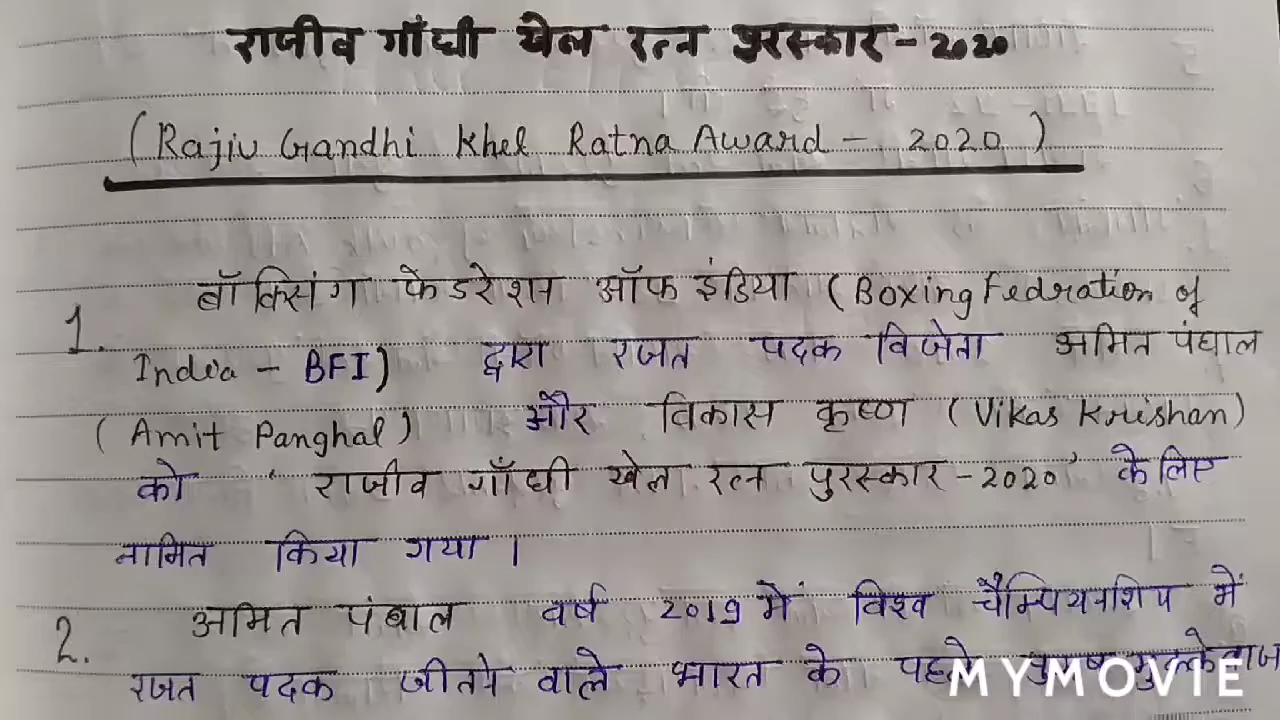 राजीव गाँधी खेल रत्न पुरस्कार - 2020
(Rajiv Gandhi Khel Ratna Award - 2020)
1. बॉक्सिंग फेडरेशन ऑफ इंडिया (Boxing Fedration of
India - BFI) द्वारा रजत पदक विजेता अमित पंघाल
(Amit Panghal) और विकास कृष्ण (Vikas Krishan)
को 'राजीव गाँधी खेल रत्न पुरस्कार - 2020' के लिए
नामित किया गया।
2. अमित पंघाल वर्ष 2019 में विश्व चैम्पियनशिप में
रजत पदक जीतने वाले भारत के पहले पुरुष मुक्केबाज
MYMOVIE